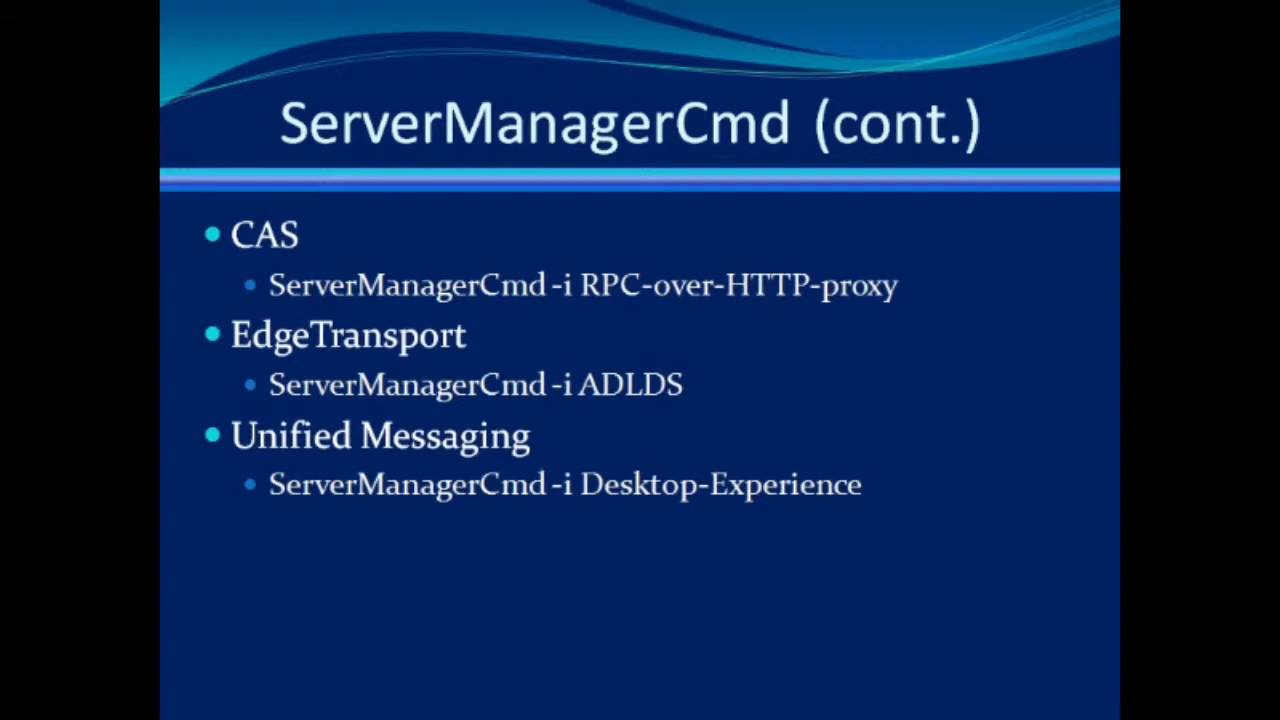 ServerManagerCmd (cont.)
• CAS
• ServerManagerCmd -i RPC-over-HTTP-proxy
• EdgeTransport
• ServerManagerCmd -i ADLDS
• Unified Messaging
• ServerManagerCmd -i Desktop-Experience